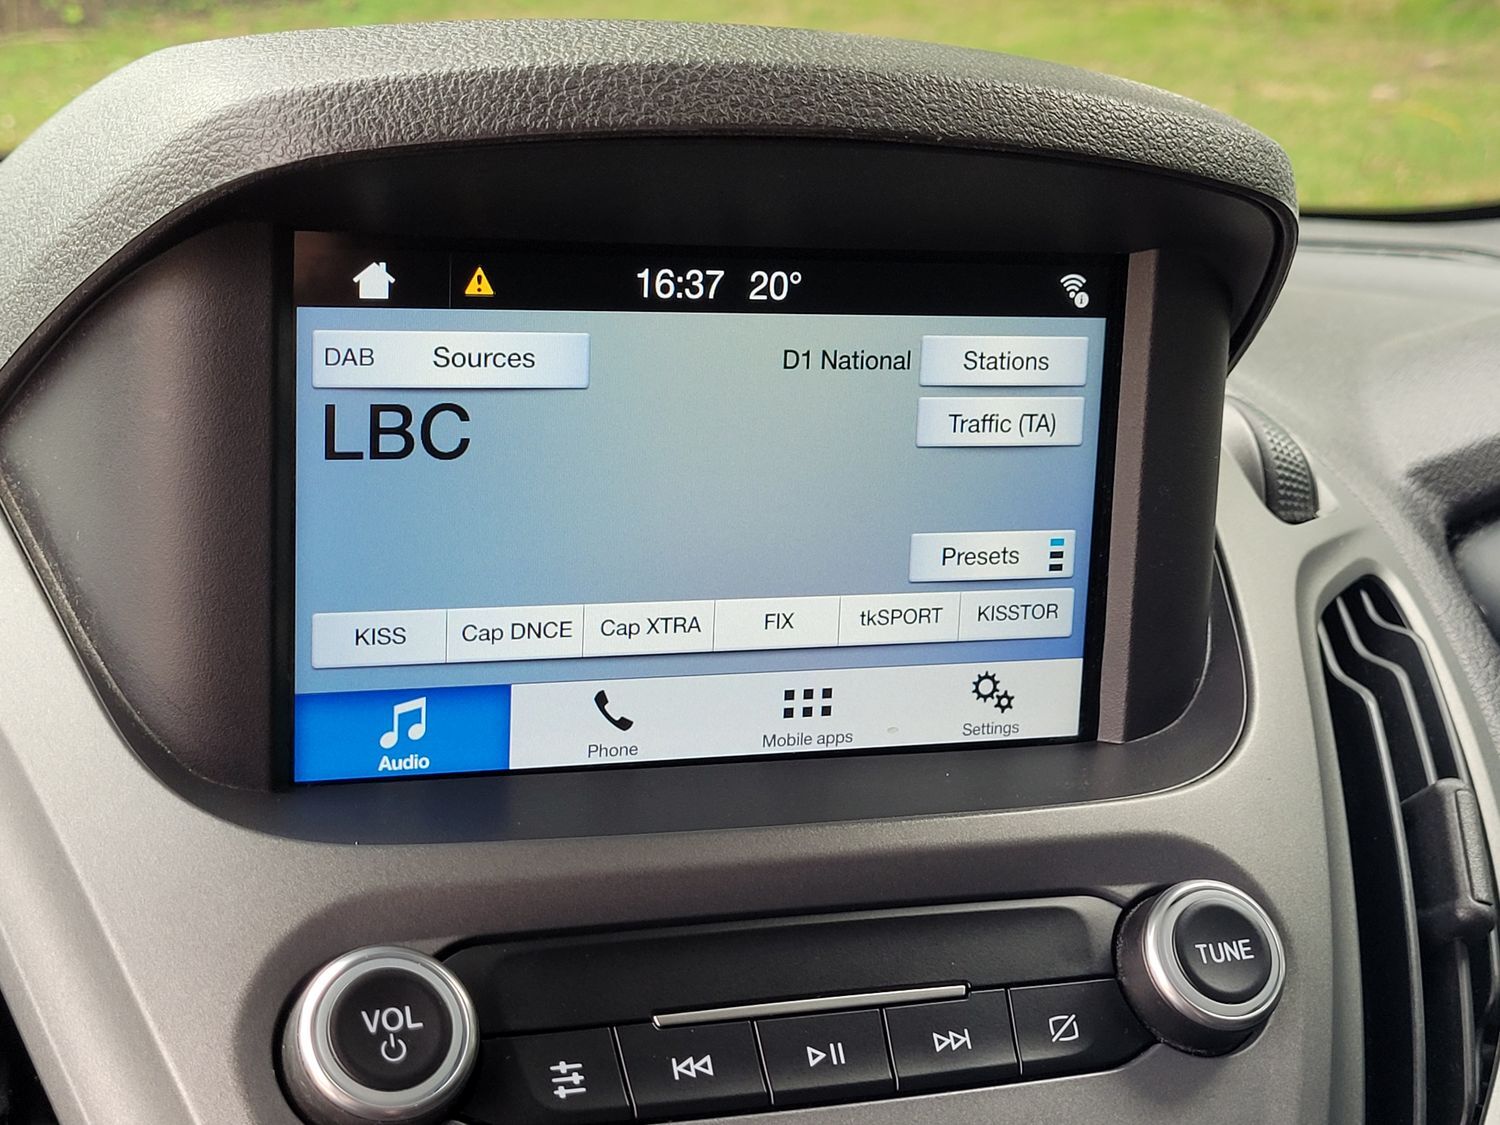 16:37 20°
DAB Sources
D1 National Stations
LBC
Traffic (TA)
Presets
KISS Cap DNCE Cap XTRA FIX tkSPORT KISSTOR
Audio Phone Mobile apps Settings
VOL
TUNE